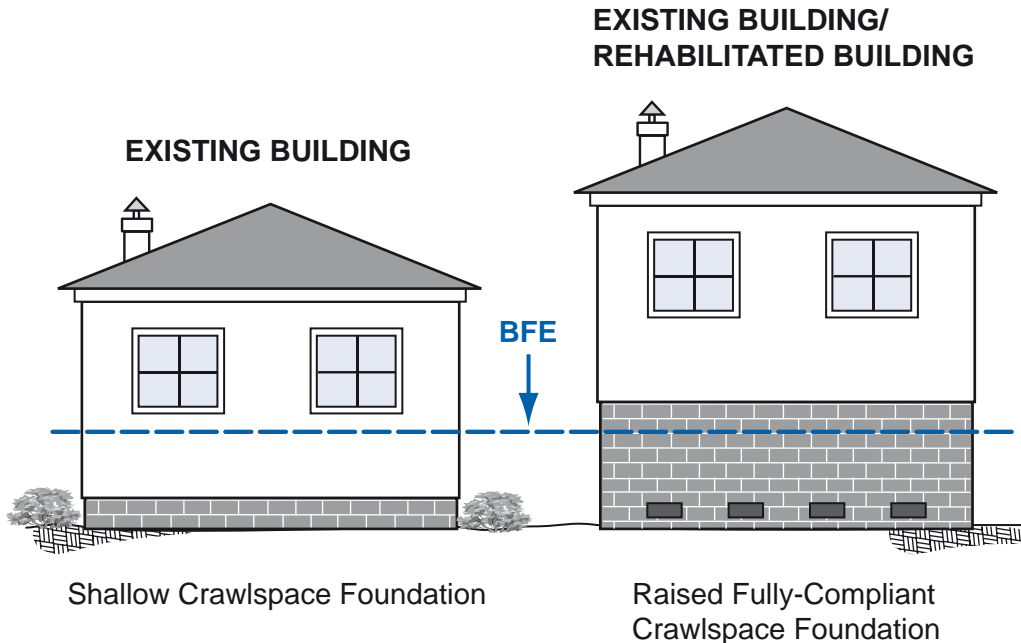 EXISTING BUILDING/
REHABILITATED BUILDING
EXISTING BUILDING
BFE
Shallow Crawlspace Foundation
Raised Fully-Compliant
Crawlspace Foundation